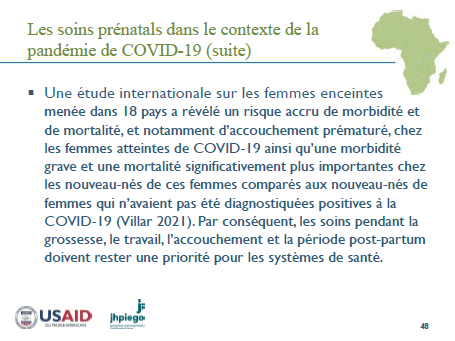 Les soins prénatals dans le contexte de la
pandémie de COVID-19 (suite)
▪ Une étude internationale sur les femmes enceintes
menée dans 18 pays a révélé un risque accru de morbidité et
de mortalité, et notamment d’accouchement prématuré, chez
les femmes atteintes de COVID-19 ainsi qu’une morbidité
grave et une mortalité significativement plus importantes chez
les nouveau-nés de ces femmes comparés aux nouveau-nés de
femmes qui n’avaient pas été diagnostiquées positives à la
COVID-19 (Villar 2021). Par conséquent, les soins pendant la
grossesse, le travail, l’accouchement et la période post-partum
doivent rester une priorité pour les systèmes de santé.
USAID
jhpiego
48